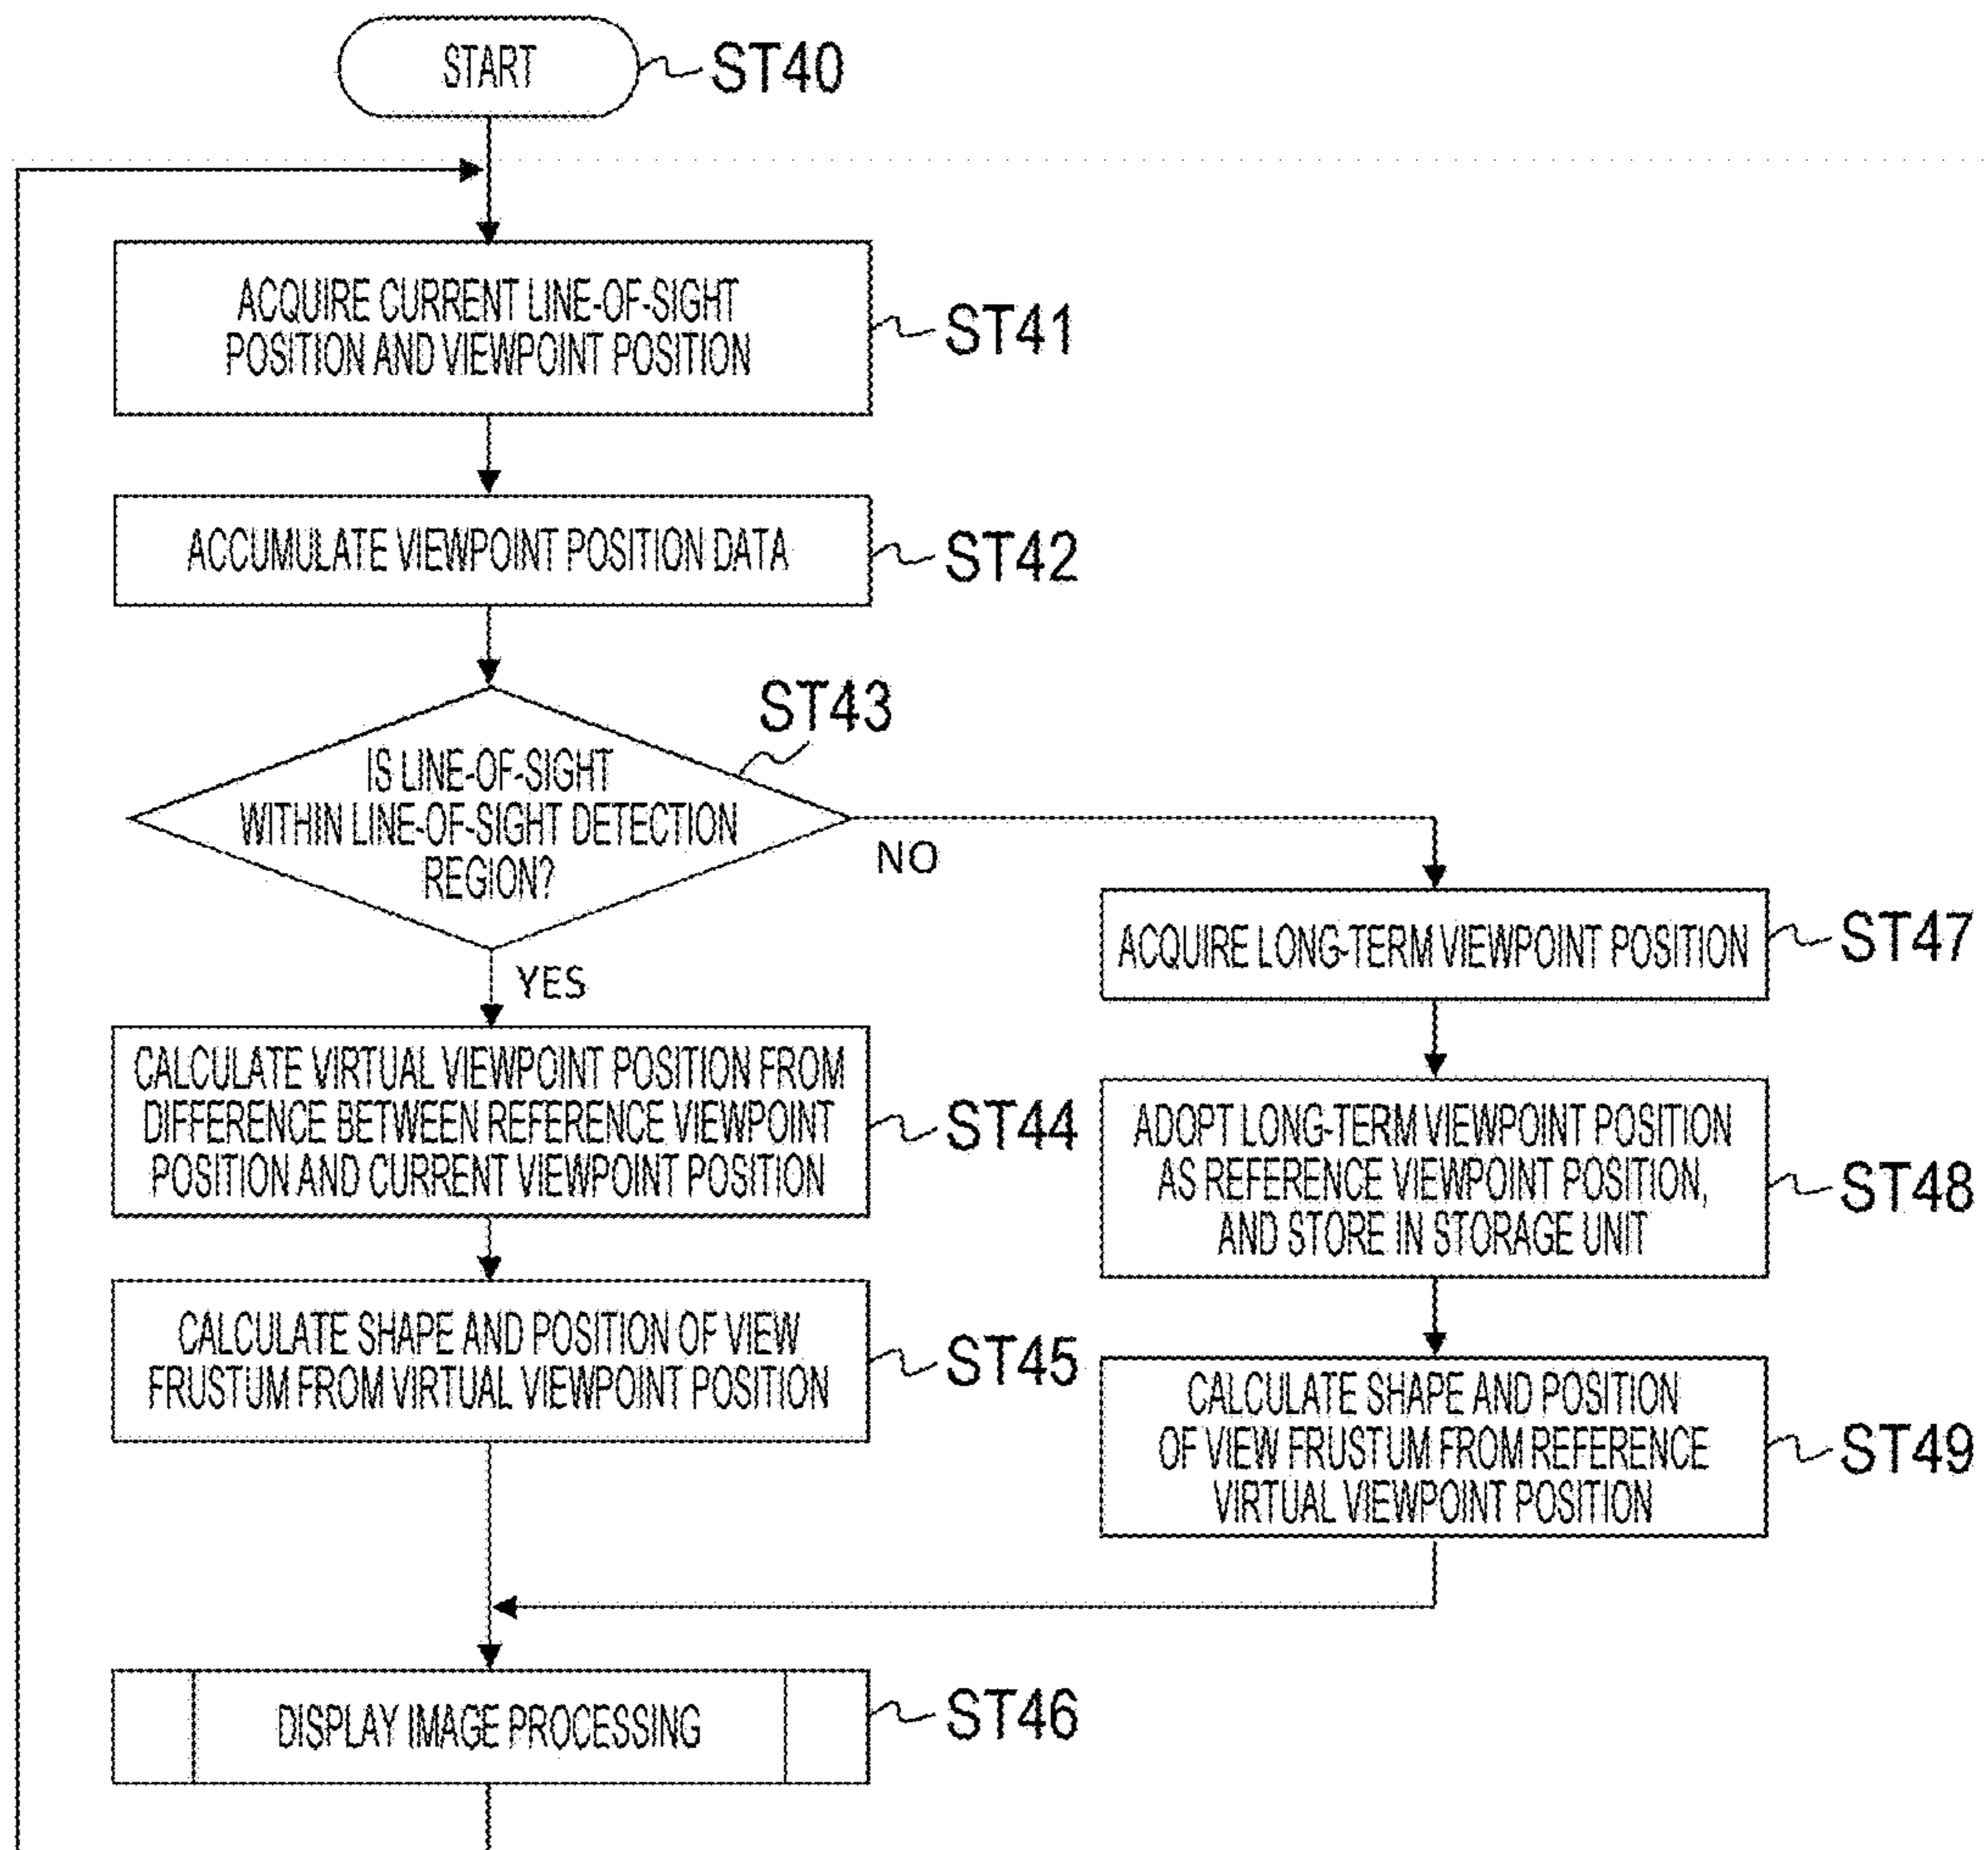 START
ST40
ACQUIRE CURRENT LINE-OF-SIGHT
POSITION AND VIEWPOINT POSITION
ST41
ACCUMULATE VIEWPOINT POSITION DATA
ST42
ST43
IS LINE-OF-SIGHT
WITHIN LINE-OF-SIGHT DETECTION
REGION?
NO
YES
CALCULATE VIRTUAL VIEWPOINT POSITION FROM
DIFFERENCE BETWEEN REFERENCE VIEWPOINT
POSITION AND CURRENT VIEWPOINT POSITION
ST44
CALCULATE SHAPE AND POSITION OF VIEW
FRUSTUM FROM VIRTUAL VIEWPOINT POSITION
ST45
ACQUIRE LONG-TERM VIEWPOINT POSITION
ST47
ADOPT LONG-TERM VIEWPOINT POSITION
AS REFERENCE VIEWPOINT POSITION,
AND STORE IN STORAGE UNIT
ST48
CALCULATE SHAPE AND POSITION
OF VIEW FRUSTUM FROM REFERENCE
VIRTUAL VIEWPOINT POSITION
ST49
DISPLAY IMAGE PROCESSING
ST46